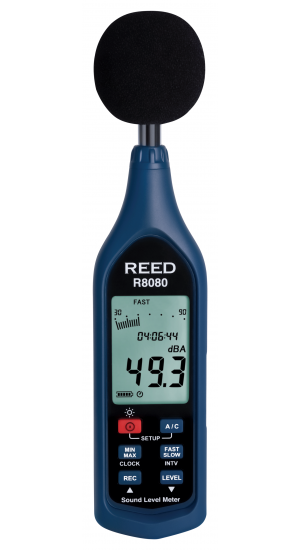 REED
R8080
FAST
30 90
04:06:44
dBA
49.3
A/C
SETUP
MIN MAX FAST SLOW
CLOCK INTV
REC LEVEL
Sound Level Meter